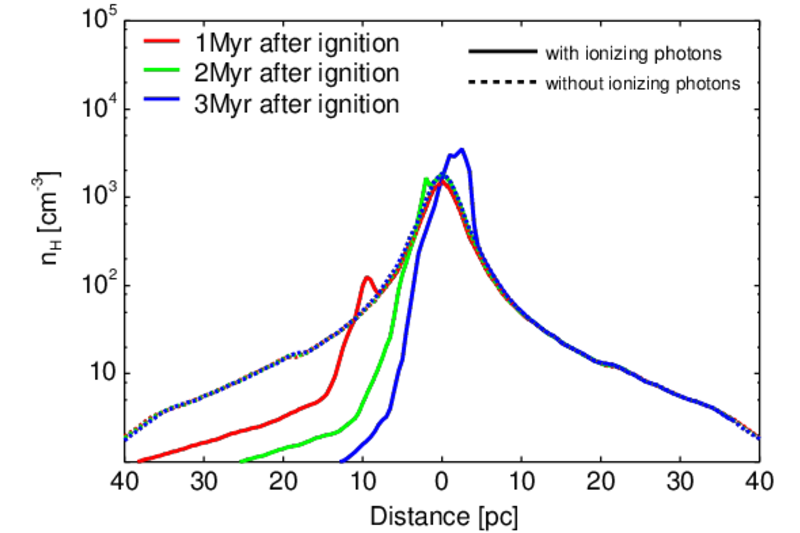 10^5
10^4
10^3
10^2
10
n_H [cm^-3]
1Myr after ignition
2Myr after ignition
3Myr after ignition
with ionizing photons
without ionizing photons
40 30 20 10 0 10 20 30 40
Distance [pc]